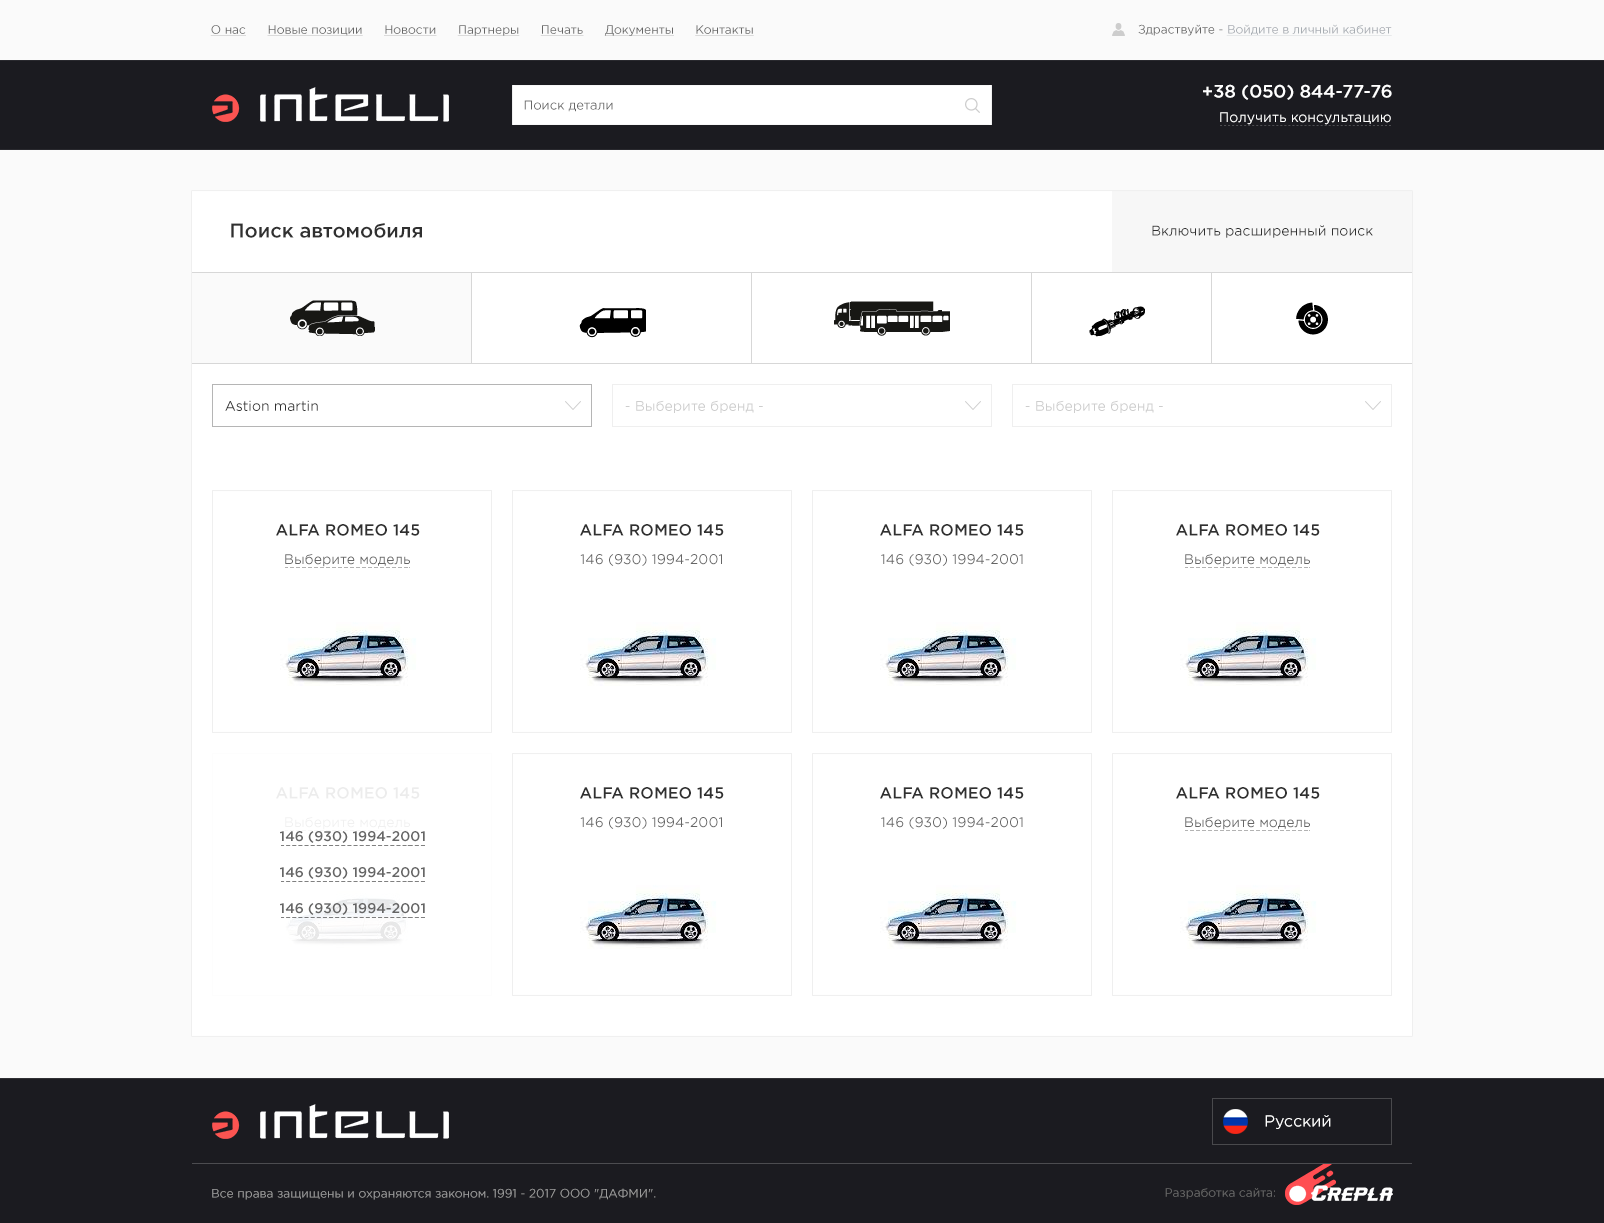 О нас Новые позиции Новости Партнеры Печать Документы Контакты
Здраствуйте - Войдите в личный кабинет
INTELLI
Поиск детали
+38 (050) 844-77-76
Получить консультацию
Поиск автомобиля
Включить расширенный поиск
Astion martin
- Выберите бренд -
- Выберите бренд -
ALFA ROMEO 145
Выберите модель
ALFA ROMEO 145
146 (930) 1994-2001
ALFA ROMEO 145
146 (930) 1994-2001
ALFA ROMEO 145
Выберите модель
ALFA ROMEO 145
Выберите модель
146 (930) 1994-2001
146 (930) 1994-2001
146 (930) 1994-2001
ALFA ROMEO 145
146 (930) 1994-2001
ALFA ROMEO 145
146 (930) 1994-2001
ALFA ROMEO 145
Выберите модель
INTELLI
Русский
Все права защищены и охраняются законом. 1991 - 2017 ООО "ДАФМИ".
Разработка сайта:
CREPLA